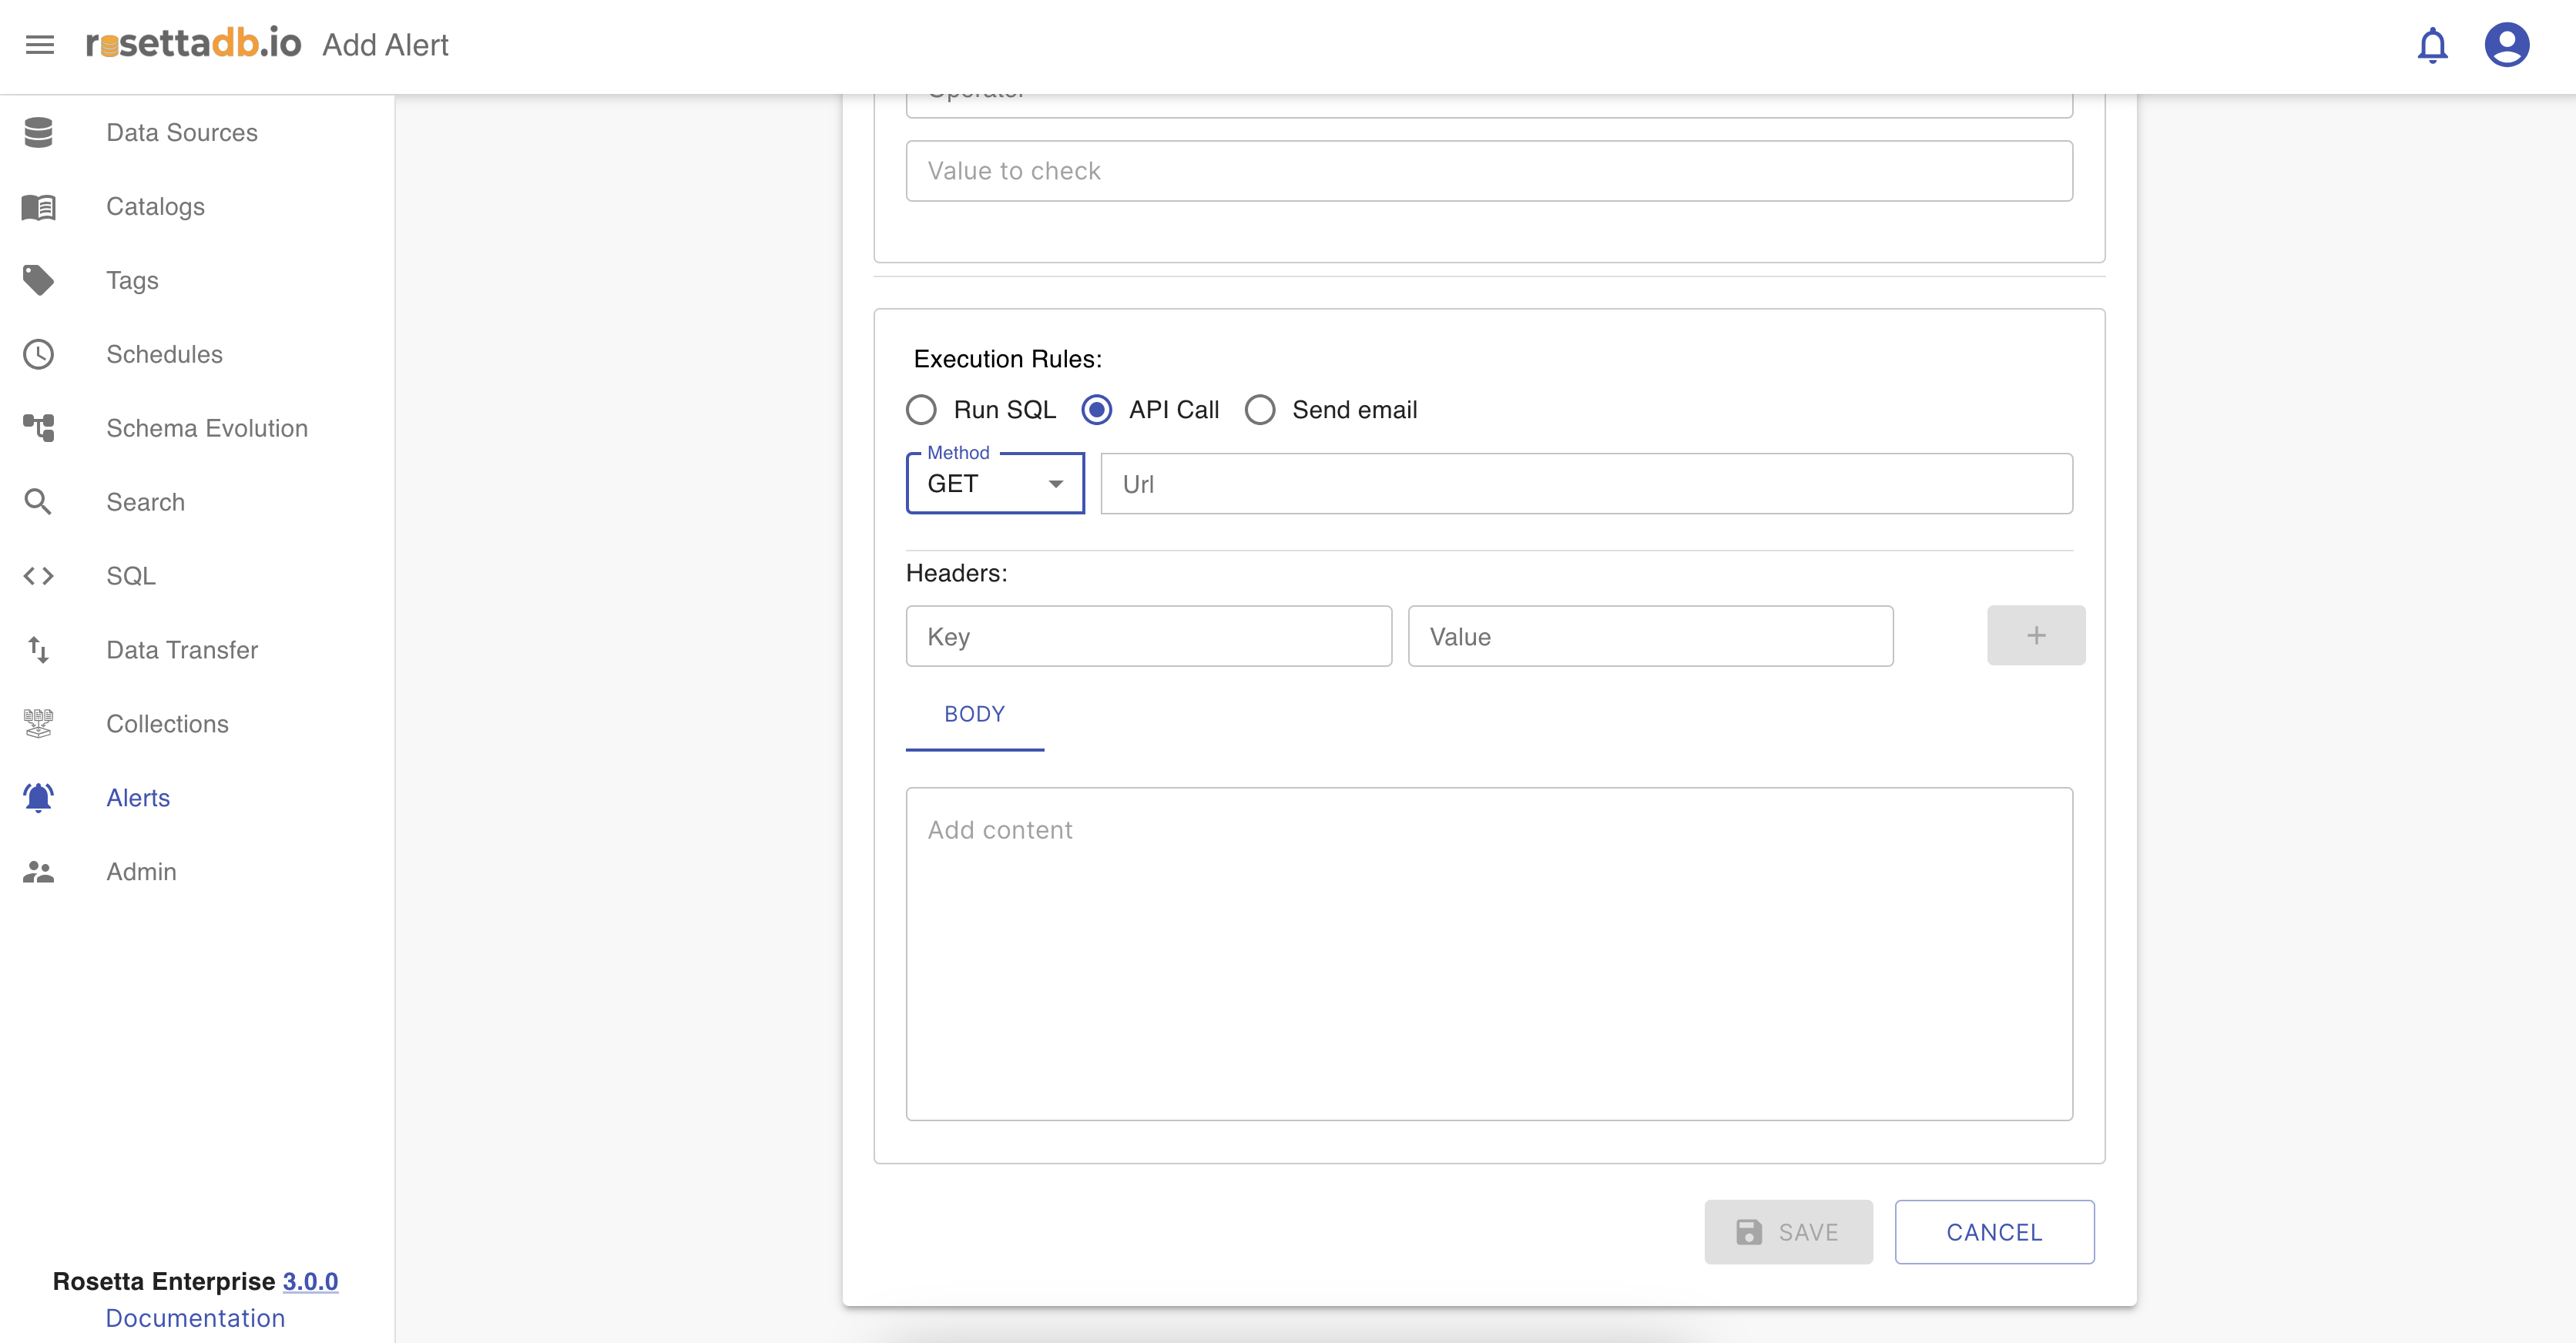 rosettadb.io Add Alert
Data Sources
Catalogs
Tags
Schedules
Schema Evolution
Search
SQL
Data Transfer
Collections
Alerts
Admin
Rosetta Enterprise 3.0.0
Documentation
Operator
Value to check
Execution Rules:
Run SQL API Call Send email
Method
GET Url
Headers:
Key Value +
BODY
Add content
SAVE CANCEL